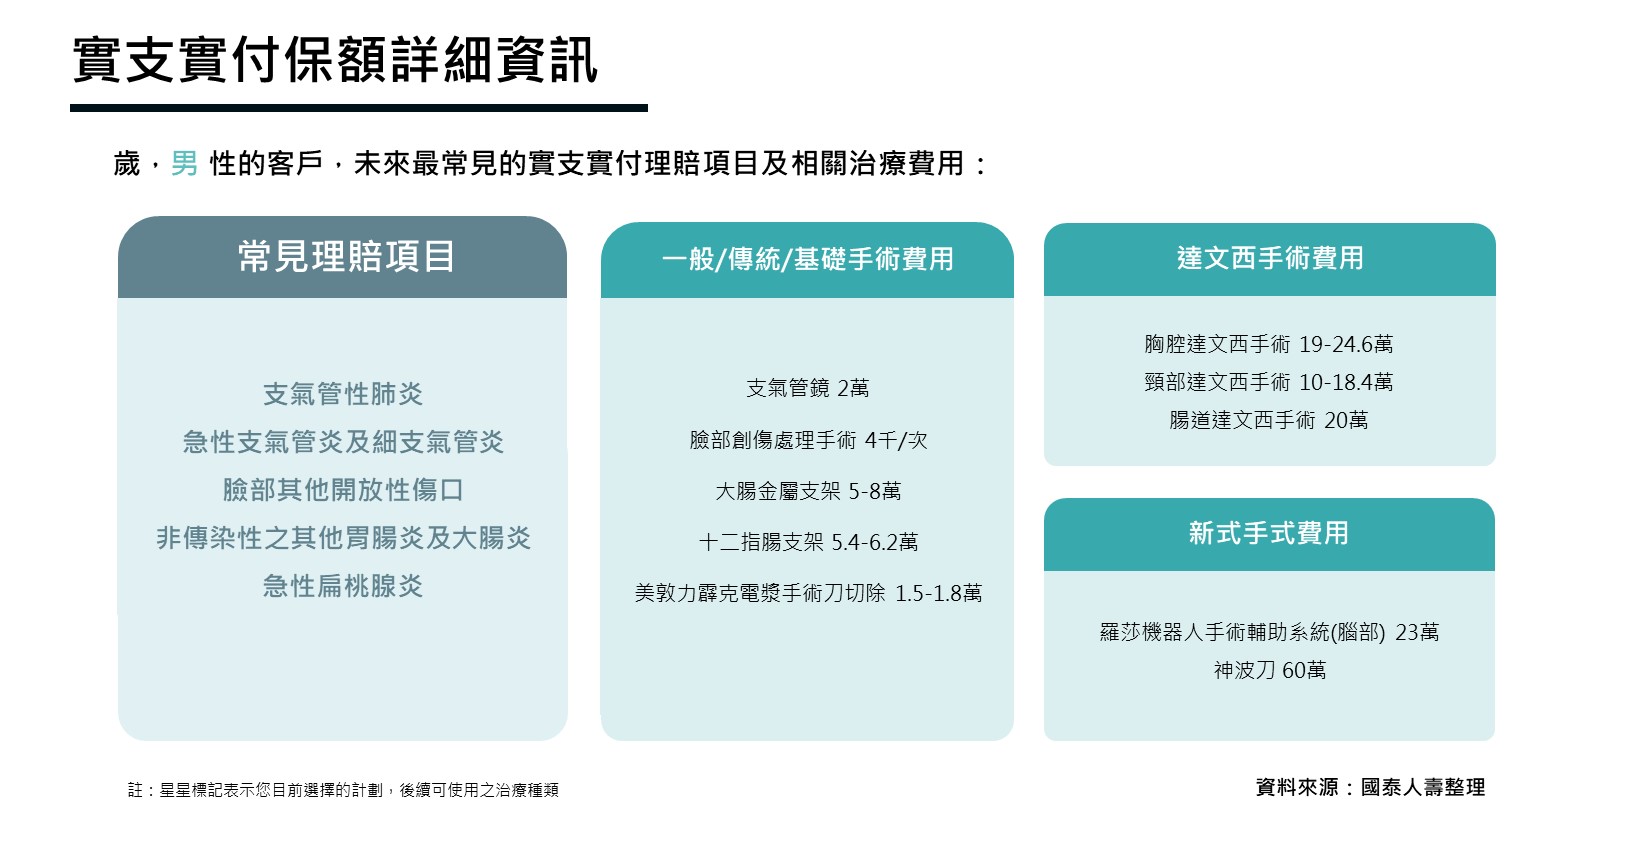 實支實付保額詳細資訊
歲，男 性的客戶，未來最常見的實支實付理賠項目及相關治療費用：
常見理賠項目
支氣管性肺炎
急性支氣管炎及細支氣管炎
臉部其他開放性傷口
非傳染性之其他胃腸炎及大腸炎
急性扁桃腺炎
一般/傳統/基礎手術費用
支氣管鏡 2萬
臉部創傷處理手術 4千/次
大腸金屬支架 5-8萬
十二指腸支架 5.4-6.2萬
美敦力霹克電漿手術刀切除 1.5-1.8萬
達文西手術費用
胸腔達文西手術 19-24.6萬
頸部達文西手術 10-18.4萬
腸道達文西手術 20萬
新式手式費用
羅莎機器人手術輔助系統(腦部) 23萬
神波刀 60萬
註：星星標記表示您目前選擇的計劃，後續可使用之治療種類
資料來源：國泰人壽整理